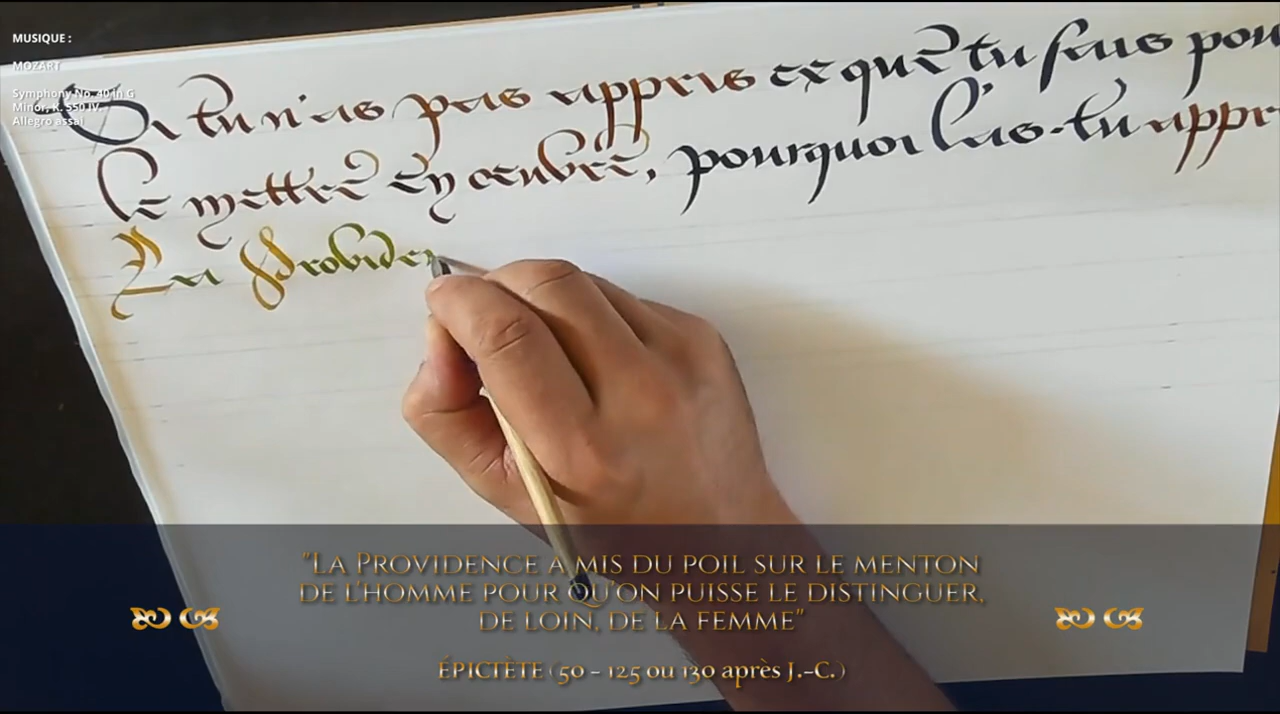 MUSIQUE :
MOZART
Symphony No. 40 in G
Minor, K. 550 IV.
Allegro assai
Si tu n'as pas appris ce que tu fais pou
le mettre en œuvre, pourquoi l'as-tu appr
La Providen
"La Providence a mis du poil sur le menton
de l'homme pour qu'on puisse le distinguer,
de loin, de la femme"
ÉPICTÈTE (50 - 125 ou 130 après J.-C.)